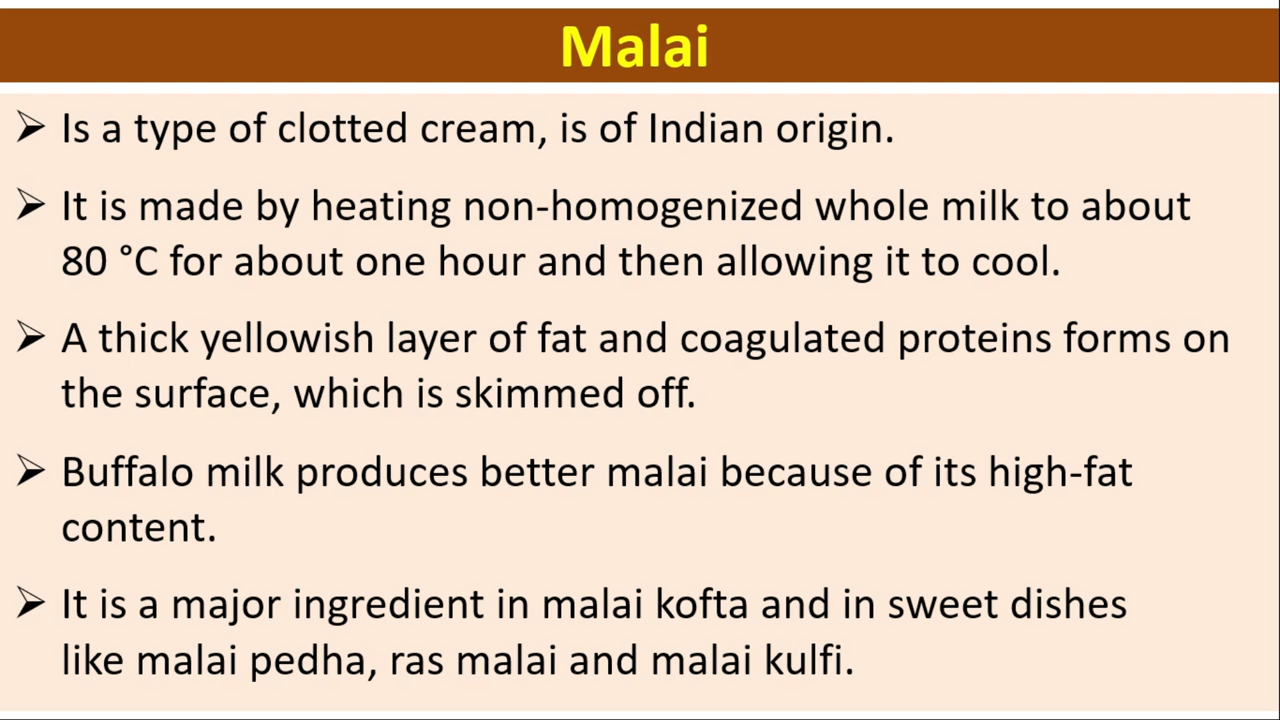 Malai
➢ Is a type of clotted cream, is of Indian origin.
➢ It is made by heating non-homogenized whole milk to about
80 °C for about one hour and then allowing it to cool.
➢ A thick yellowish layer of fat and coagulated proteins forms on
the surface, which is skimmed off.
➢ Buffalo milk produces better malai because of its high-fat
content.
➢ It is a major ingredient in malai kofta and in sweet dishes
like malai pedha, ras malai and malai kulfi.